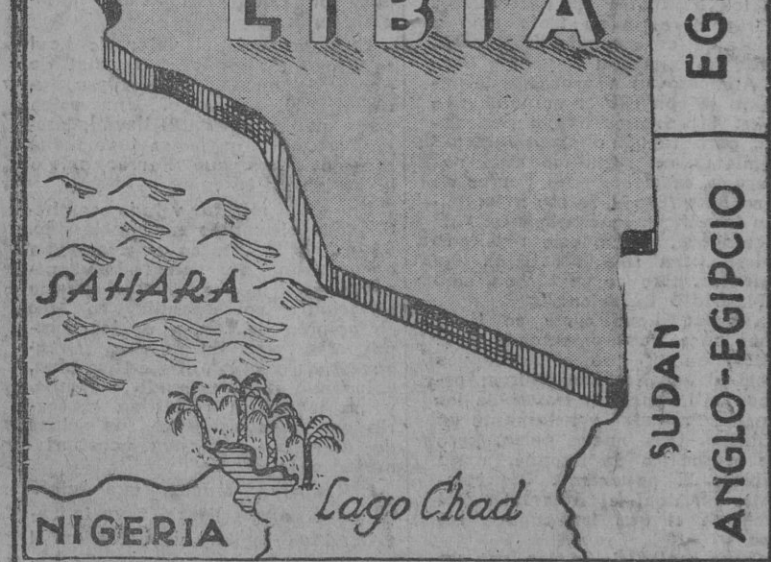 LIBIA
EG
SAHARA
SUDAN
ANGLO-EGIPCIO
Lago Chad
NIGERIA